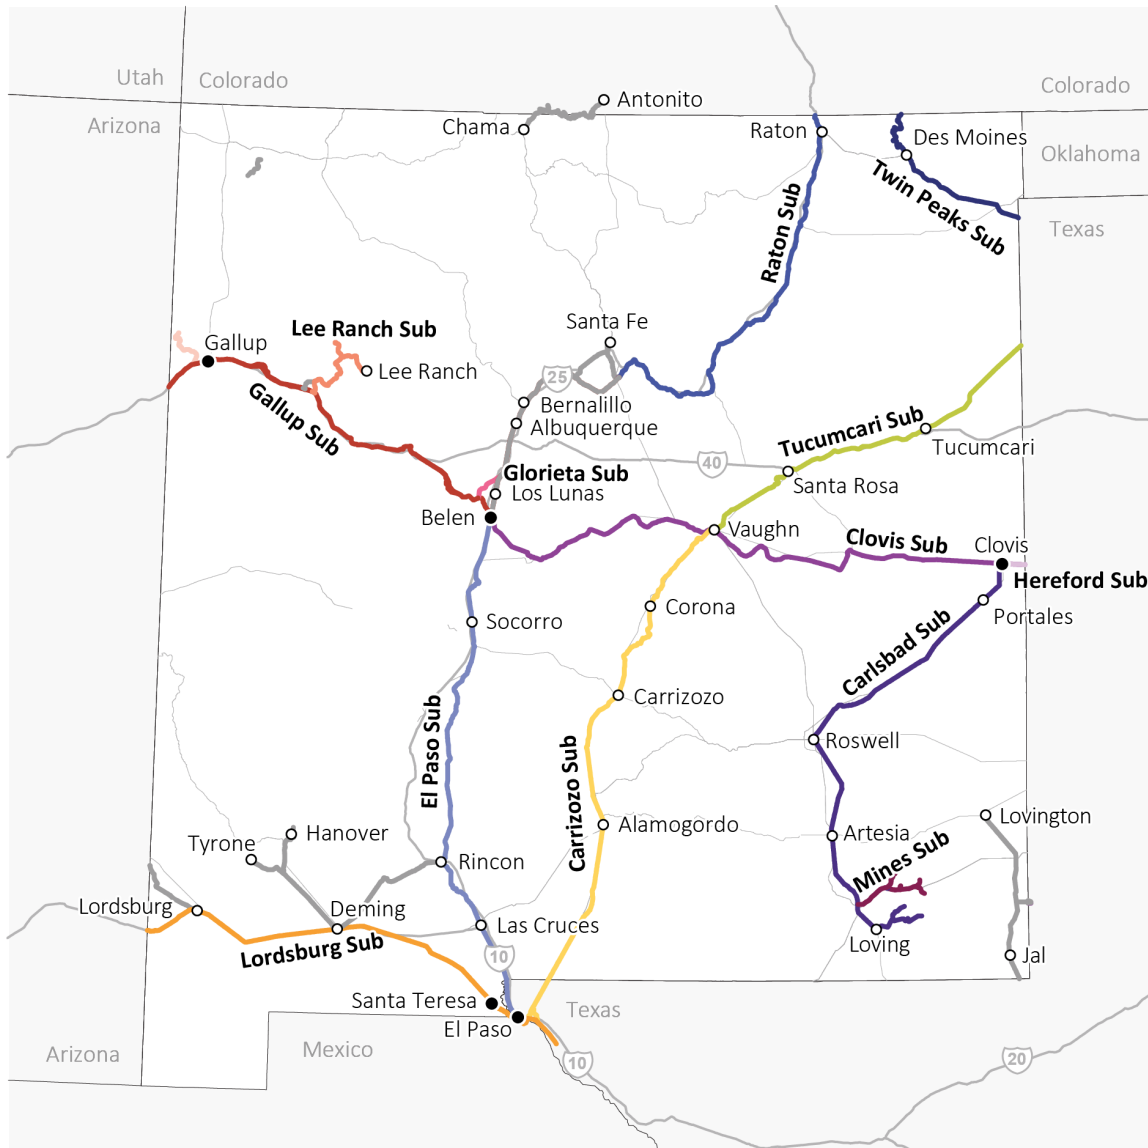 Utah
Colorado
Colorado
Arizona
Antonito
Chama
Raton
Des Moines
Oklahoma
Twin Peaks Sub
Raton Sub
Texas
Santa Fe
Lee Ranch Sub
Gallup
Lee Ranch
25
Gallup Sub
Bernalillo
Albuquerque
Tucumcari Sub
Tucumcari
40
Glorieta Sub
Santa Rosa
Los Lunas
Belen
Vaughn
Clovis Sub
Clovis
Hereford Sub
Corona
Portales
Socorro
Carlsbad Sub
Carrizozo
El Paso Sub
Roswell
Carrizozo Sub
Hanover
Alamogordo
Lovington
Tyrone
Artesia
Rincon
Mines Sub
Lordsburg
Deming
Las Cruces
Lordsburg Sub
Loving
10
Jal
Santa Teresa
Texas
El Paso
Arizona
Mexico
10
20